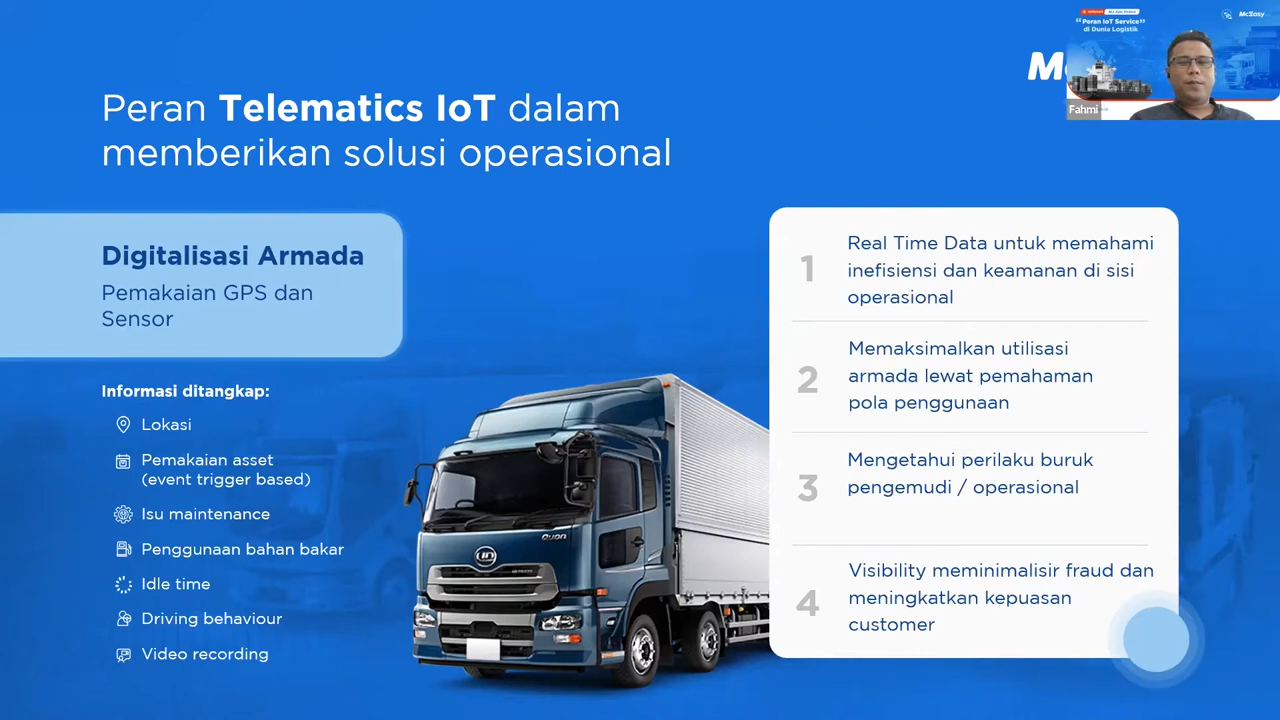 Peran Telematics IoT dalam
memberikan solusi operasional
Digitalisasi Armada
Pemakaian GPS dan
Sensor
Informasi ditangkap:
Lokasi
Pemakaian asset
(event trigger based)
Isu maintenance
Penggunaan bahan bakar
Idle time
Driving behaviour
Video recording
Quon
1
Real Time Data untuk memahami
inefisiensi dan keamanan di sisi
operasional
2
Memaksimalkan utilisasi
armada lewat pemahaman
pola penggunaan
3
Mengetahui perilaku buruk
pengemudi / operasional
4
Visibility meminimalisir fraud dan
meningkatkan kepuasan
customer
"Peran IoT Service"
di Dunia Logistik
McEasy
Fahmi